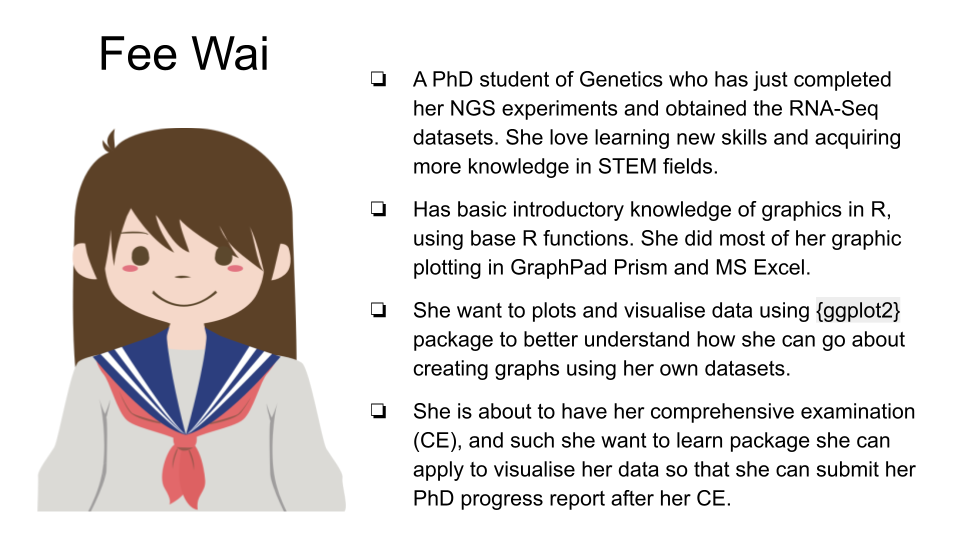 Fee Wai
❏ A PhD student of Genetics who has just completed
her NGS experiments and obtained the RNA-Seq
datasets. She love learning new skills and acquiring
more knowledge in STEM fields.
❏ Has basic introductory knowledge of graphics in R,
using base R functions. She did most of her graphic
plotting in GraphPad Prism and MS Excel.
❏ She want to plots and visualise data using {ggplot2}
package to better understand how she can go about
creating graphs using her own datasets.
❏ She is about to have her comprehensive examination
(CE), and such she want to learn package she can
apply to visualise her data so that she can submit her
PhD progress report after her CE.